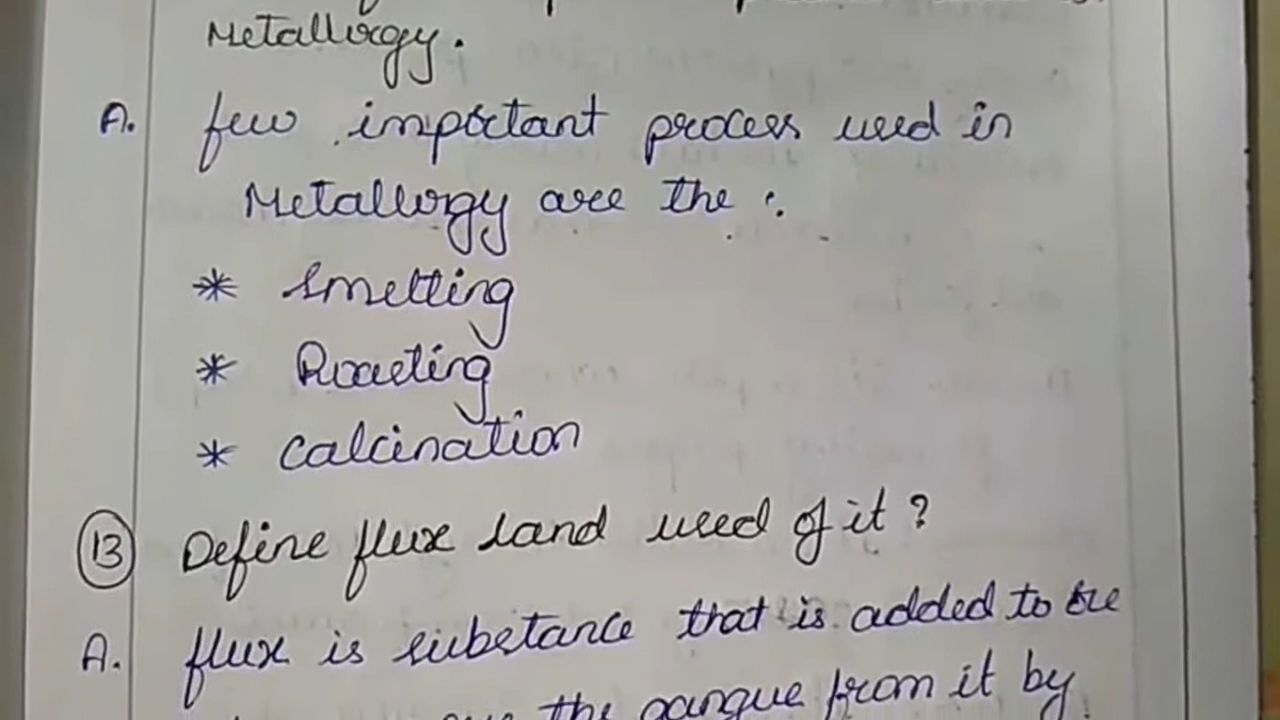 Metallurgy.
A. few important process used in
Metallurgy are the :
* Smelting
* Roasting
* Calcination
13 Define flux and used of it ?
A. flux is substance that is added to ore
the gangue from it by